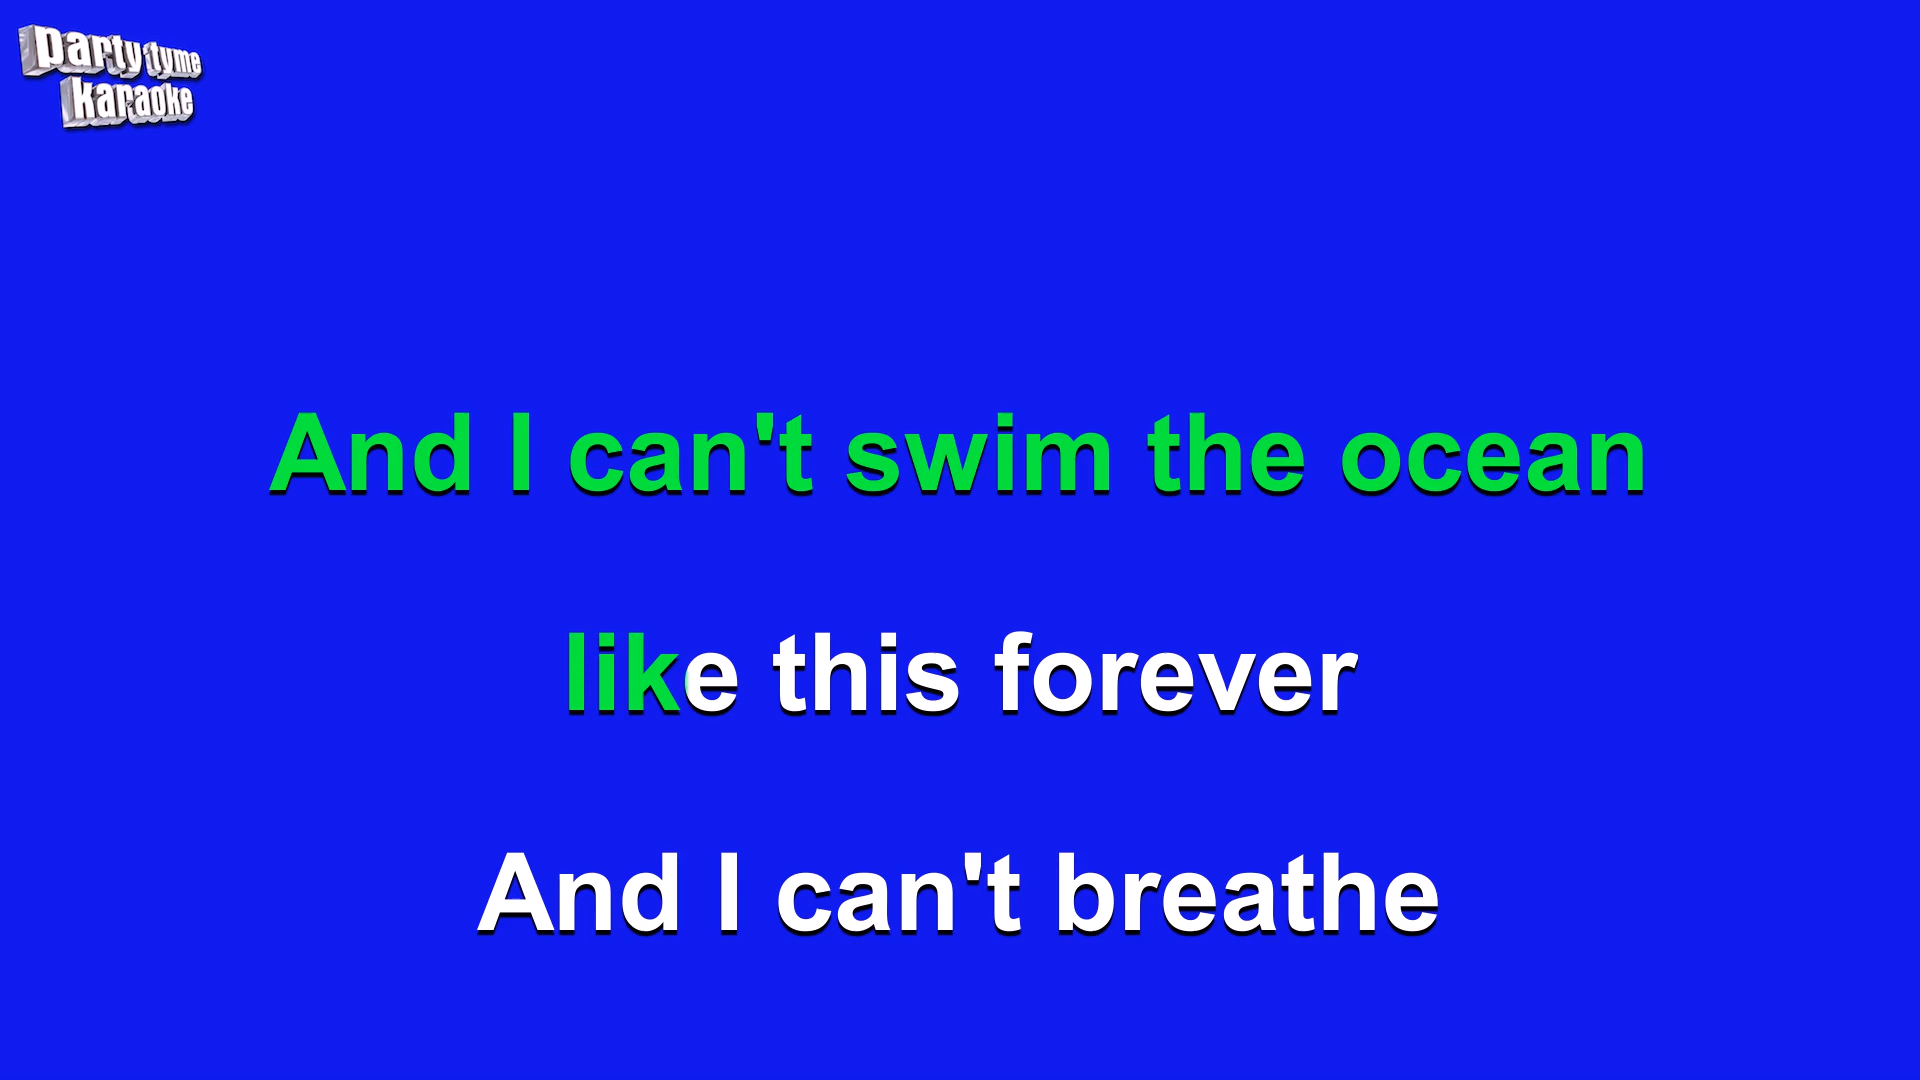 party tyme
karaoke
And I can't swim the ocean
like this forever
And I can't breathe